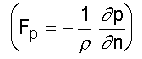 (Fₚ = − 1/ρ ∂p/∂n)